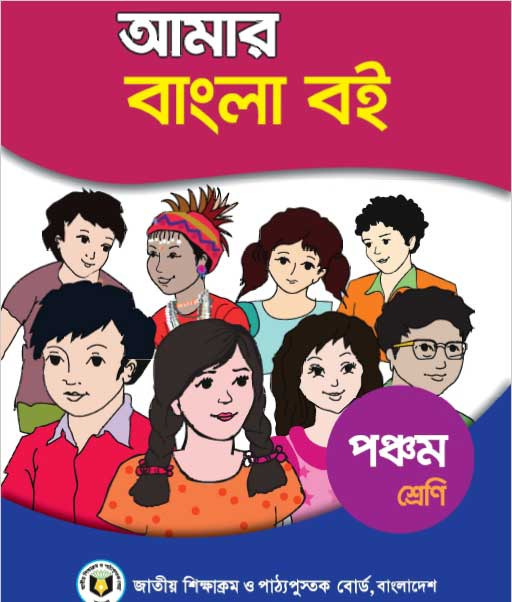 আমার
বাংলা বই
পঞ্চম
শ্রেণি
জাতীয় শিক্ষাক্রম ও পাঠ্যপুস্তক বোর্ড, বাংলাদেশ